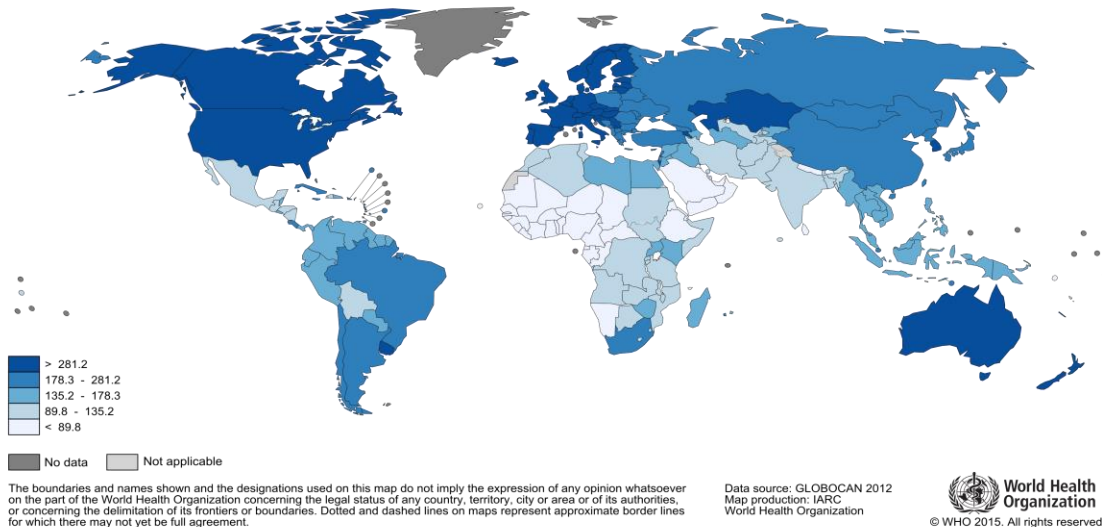 > 281.2
178.3 - 281.2
135.2 - 178.3
89.8 - 135.2
< 89.8
No data
Not applicable
The boundaries and names shown and the designations used on this map do not imply the expression of any opinion whatsoever
on the part of the World Health Organization concerning the legal status of any country, territory, city or area or of its authorities,
or concerning the delimitation of its frontiers or boundaries. Dotted and dashed lines on maps represent approximate border lines
for which there may not yet be full agreement.
Data source: GLOBOCAN 2012
Map production: IARC
World Health Organization
World Health
Organization
© WHO 2015. All rights reserved